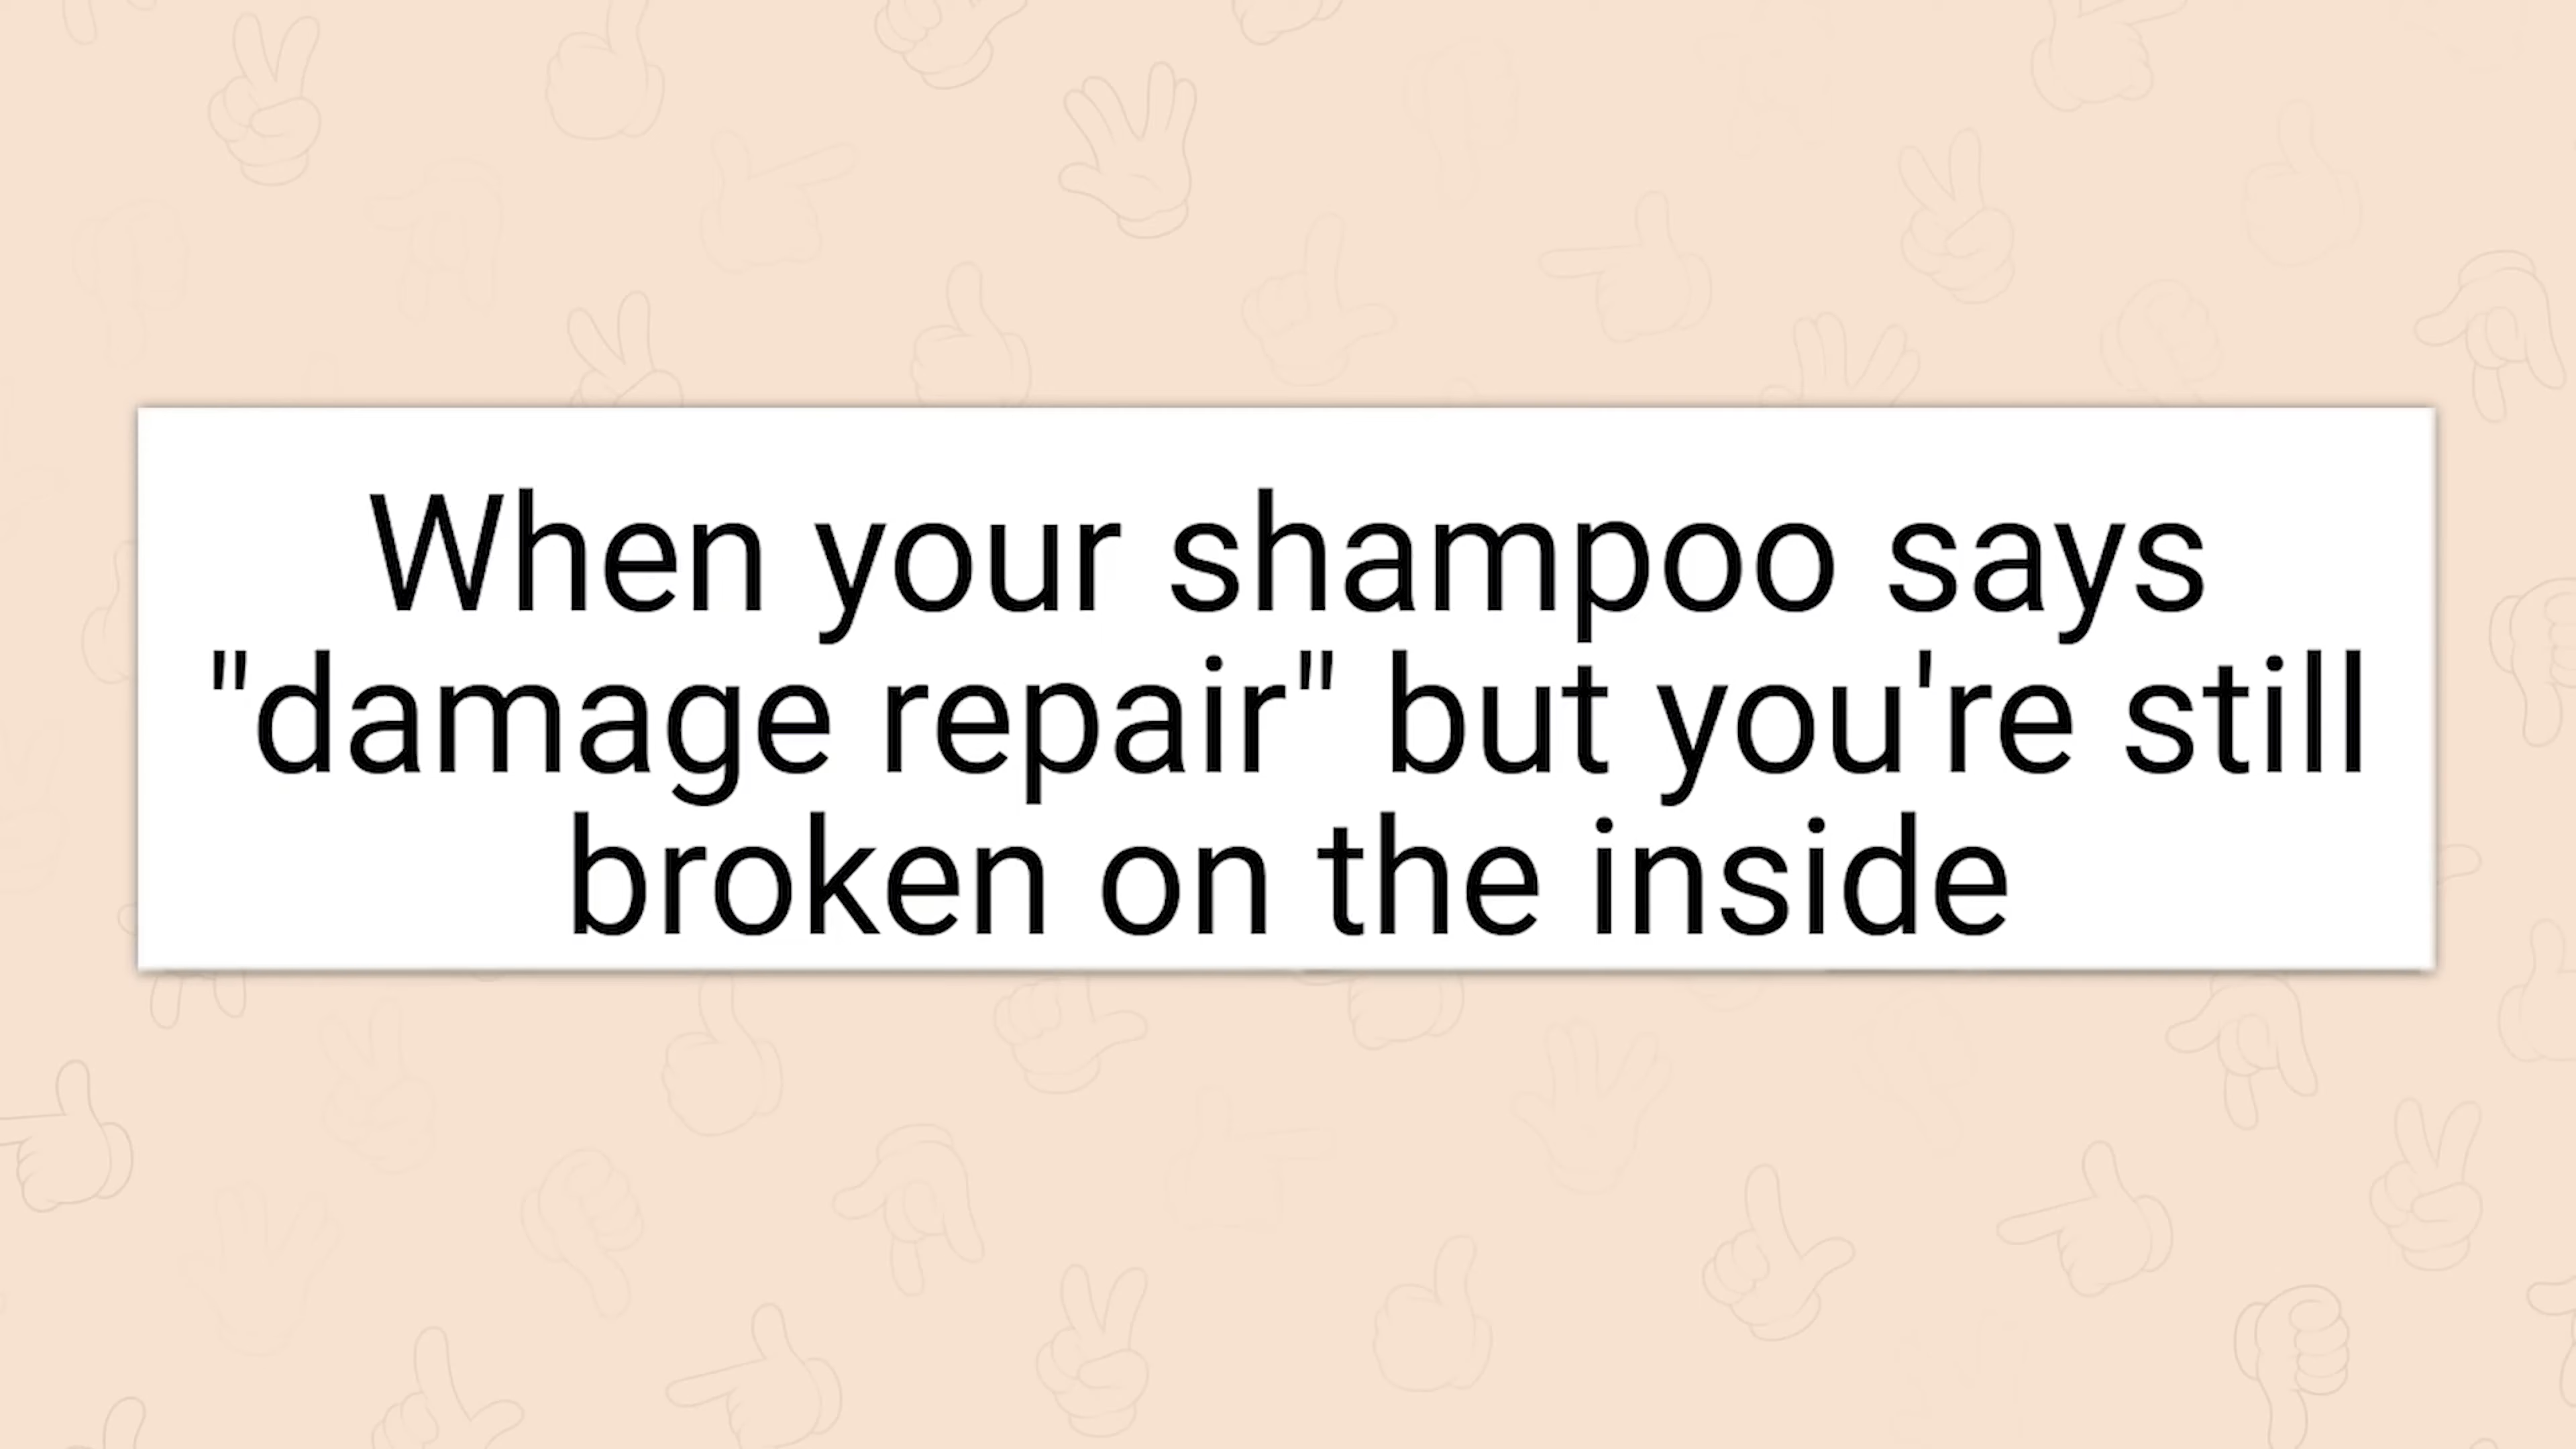 When your shampoo says
"damage repair" but you're still
broken on the inside